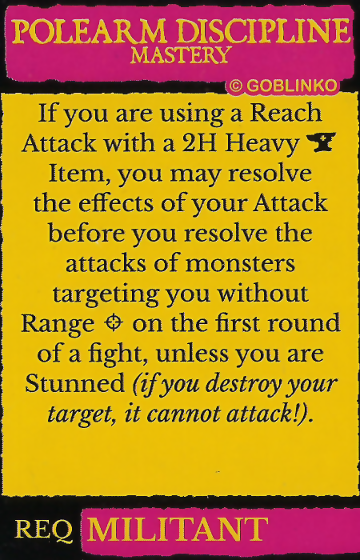 POLEARM DISCIPLINE
MASTERY
© GOBLINKO
If you are using a Reach
Attack with a 2H Heavy
Item, you may resolve
the effects of your Attack
before you resolve the
attacks of monsters
targeting you without
Range on the first round
of a fight, unless you are
Stunned (if you destroy your
target, it cannot attack!).
REQ MILITANT